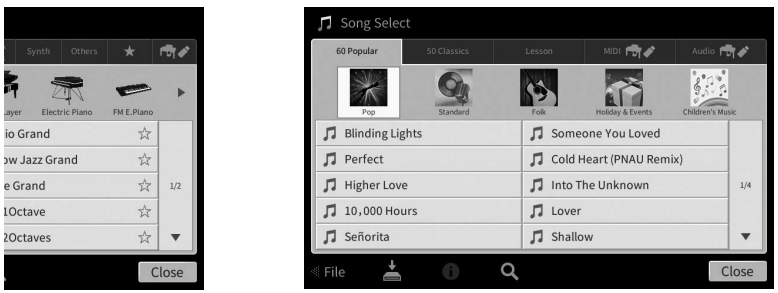 Synth Others
Layer Electric Piano FM E.Piano
io Grand
ow Jazz Grand
e Grand
1/2
1Octave
2Octaves
Close
Song Select
60 Popular 50 Classics Lesson MIDI Audio
Pop Standard Folk Holiday & Events Children's Music
Blinding Lights Someone You Loved
Perfect Cold Heart (PNAU Remix)
Higher Love Into The Unknown
1/4
10,000 Hours Lover
Señorita Shallow
File Close